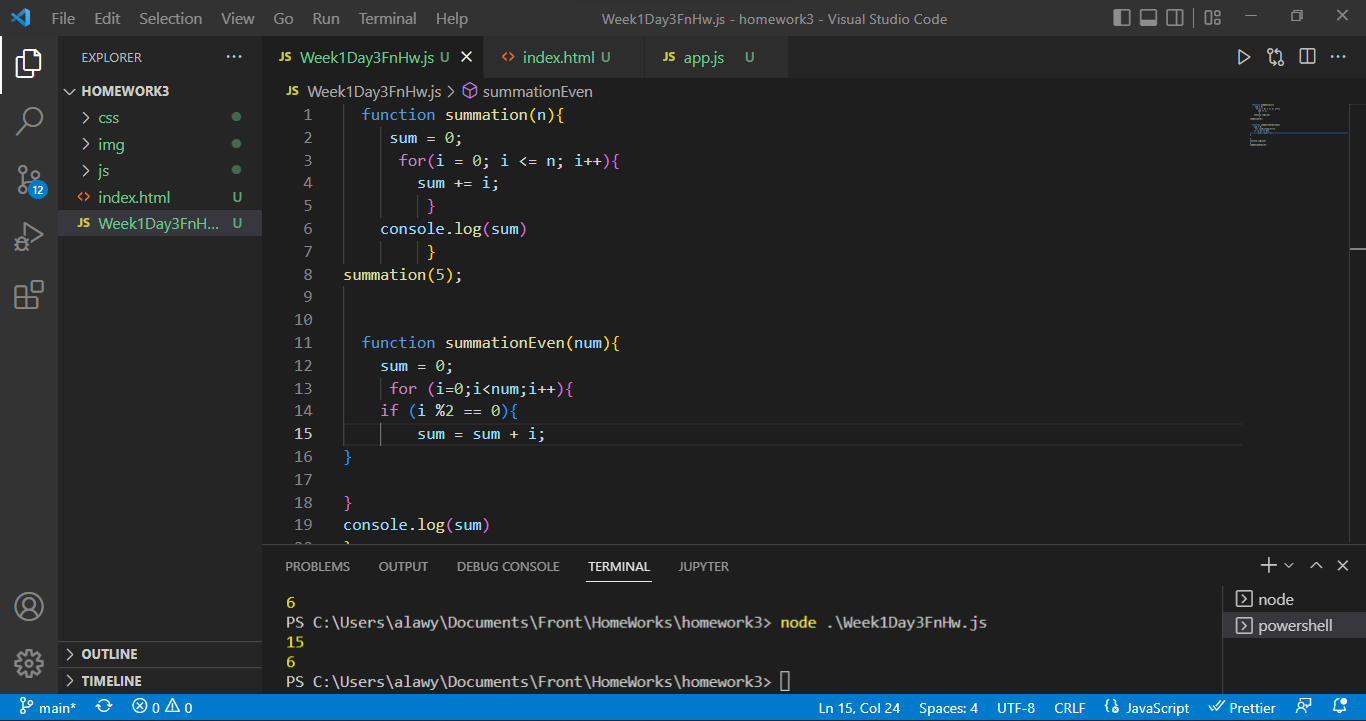 File Edit Selection View Go Run Terminal Help Week1Day3FnHw.js - homework3 - Visual Studio Code
EXPLORER
HOMEWORK3
css
img
js
index.html U
JS Week1Day3FnH... U
12
OUTLINE
TIMELINE
JS Week1Day3FnHw.js U index.html U JS app.js U
JS Week1Day3FnHw.js > summationEven
1 function summation(n){
2 sum = 0;
3 for(i = 0; i <= n; i++){
4 sum += i;
5 }
6 console.log(sum)
7 }
8 summation(5);
9
10
11 function summationEven(num){
12 sum = 0;
13 for (i=0;i<num;i++){
14 if (i %2 == 0){
15 sum = sum + i;
16 }
17
18 }
19 console.log(sum)
PROBLEMS OUTPUT DEBUG CONSOLE TERMINAL JUPYTER
6
PS C:\Users\alawy\Documents\Front\HomeWorks\homework3> node .\Week1Day3FnHw.js
15
6
PS C:\Users\alawy\Documents\Front\HomeWorks\homework3>
node
powershell
main* 0 0 Ln 15, Col 24 Spaces: 4 UTF-8 CRLF JavaScript Prettier